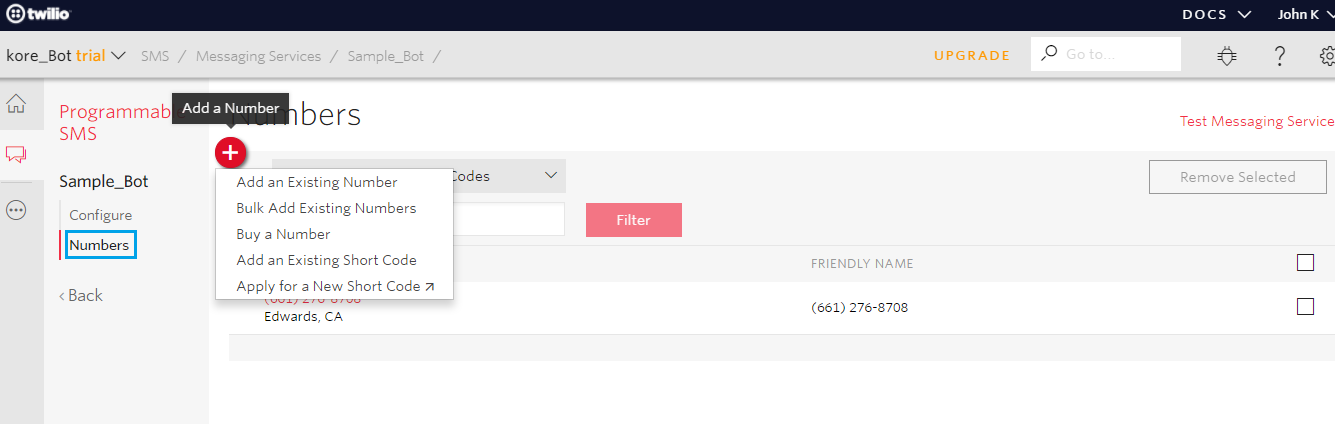 twilio
DOCS
John K
kore_Bot trial
SMS / Messaging Services / Sample_Bot /
UPGRADE
Go to...
Add a Number
Programmab
SMS
Numbers
Test Messaging Service
Sample_Bot
Configure
Numbers
< Back
Add an Existing Number
Bulk Add Existing Numbers
Buy a Number
Add an Existing Short Code
Apply for a New Short Code
Codes
Remove Selected
Filter
FRIENDLY NAME
(661) 276-8708
Edwards, CA
(661) 276-8708